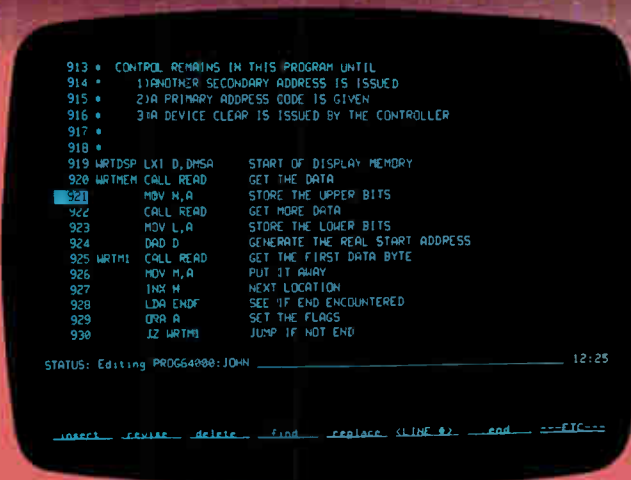 913 * CONTROL REMAINS IN THIS PROGRAM UNTIL
914 * 1)ANOTHER SECONDARY ADDRESS IS ISSUED
915 * 2)A PRIMARY ADDRESS CODE IS GIVEN
916 * 3)A DEVICE CLEAR IS ISSUED BY THE CONTROLLER
917 *
918 *
919 WRTDSP LXI D,DMSA START OF DISPLAY MEMORY
920 WRTMEM CALL READ GET THE DATA
921 MOV H,A STORE THE UPPER BITS
922 CALL READ GET MORE DATA
923 MOV L,A STORE THE LOWER BITS
924 DAD D GENERATE THE REAL START ADDRESS
925 WRTM1 CALL READ GET THE FIRST DATA BYTE
926 MOV M,A PUT IT AWAY
927 INX H NEXT LOCATION
928 LDA ENDF SEE IF END ENCOUNTERED
929 ORA A SET THE FLAGS
930 JZ WRTM1 JUMP IF NOT END
STATUS: Editing PROG64000:JOHN 12:25
insert revise delete find replace <LINE #> end ---ETC---